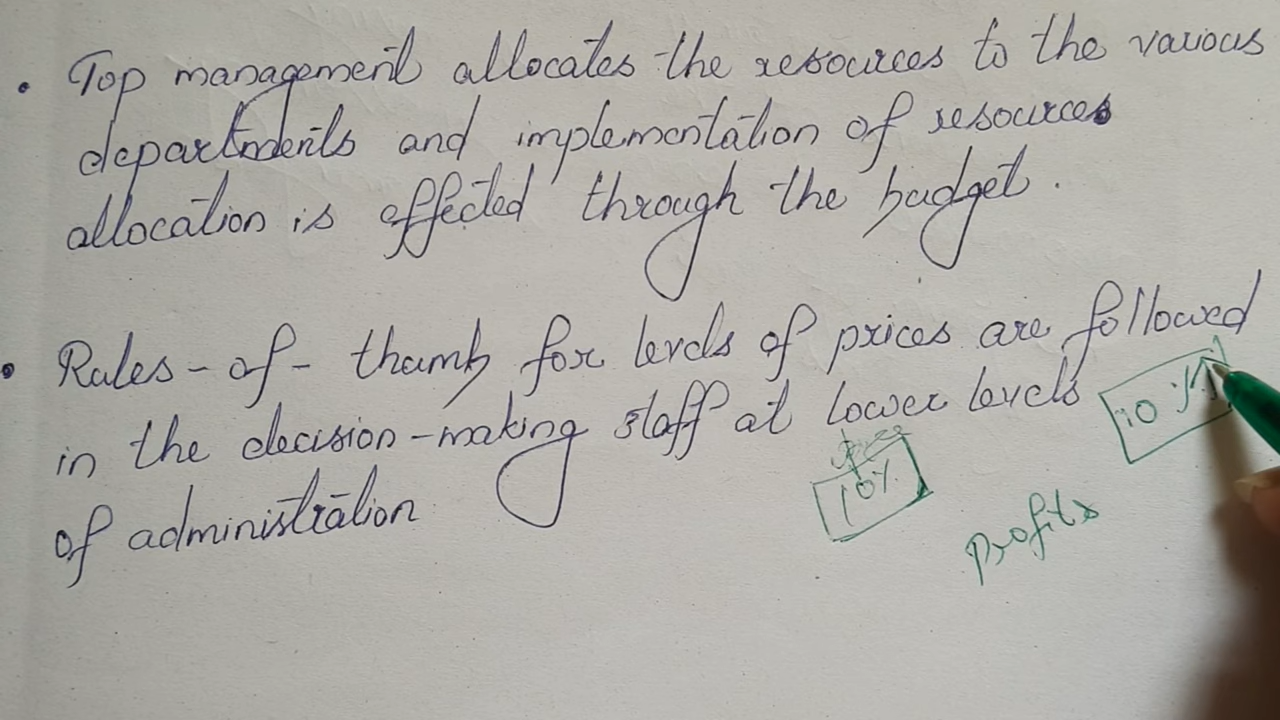 • Top management allocates the resources to the various
departments and implementation of resources
allocation is effected through the budget.
• Rules-of-thumb for levels of prices are followed
in the decision-making staff at lower levels
of administration
10%
10%
Profits